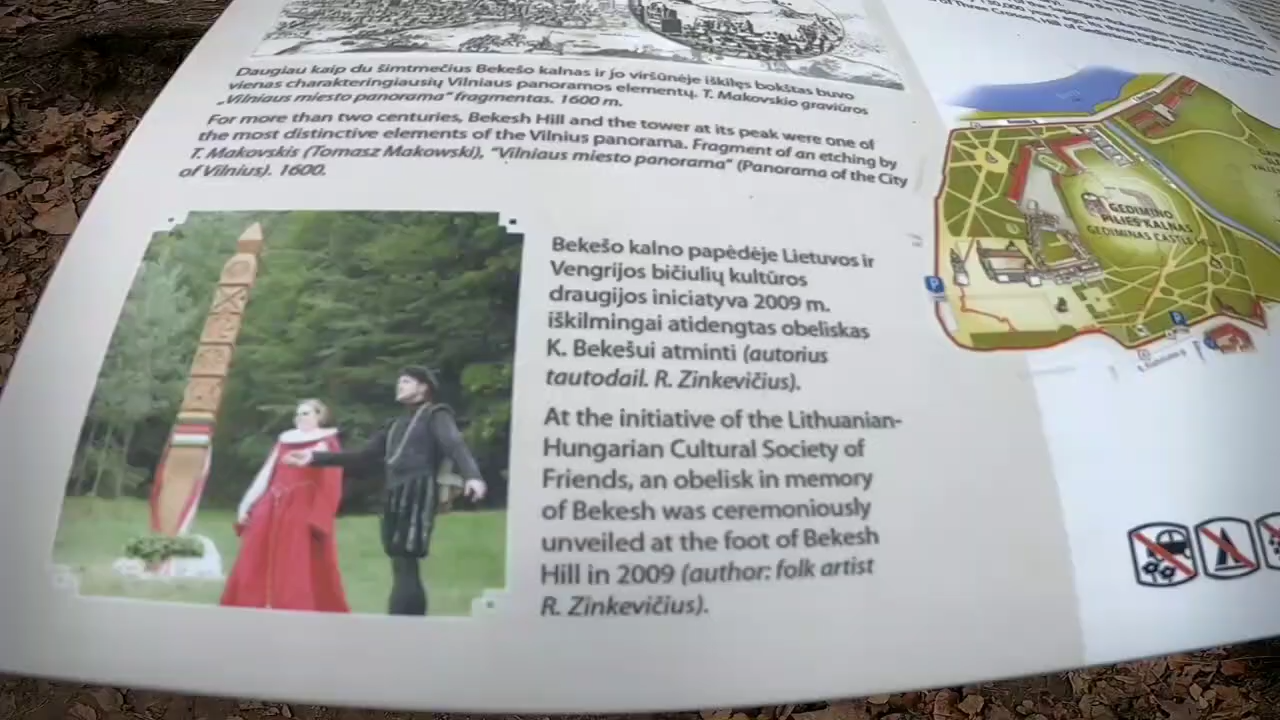 Daugiau kaip du šimtmečius Bekešo kalnas ir jo viršūnėje iškilęs bokštas buvo
vienas charakteringiausių Vilniaus panoramos elementų. T. Makovskio graviūros
„Vilniaus miesto panorama“ fragmentas. 1600 m.
For more than two centuries, Bekesh Hill and the tower at its peak were one of
the most distinctive elements of the Vilnius panorama. Fragment of an etching by
T. Makovskis (Tomasz Makowski), "Vilniaus miesto panorama" (Panorama of the City
of Vilnius). 1600.
Bekešo kalno papėdėje Lietuvos ir
Vengrijos bičiulių kultūros
draugijos iniciatyva 2009 m.
iškilmingai atidengtas obeliskas
K. Bekešui atminti (autorius
tautodail. R. Zinkevičius).
At the initiative of the Lithuanian-
Hungarian Cultural Society of
Friends, an obelisk in memory
of Bekesh was ceremoniously
unveiled at the foot of Bekesh
Hill in 2009 (author: folk artist
R. Zinkevičius).
GEDIMINO
PILIES KALNAS
GEDIMINAS CASTLE
P
P